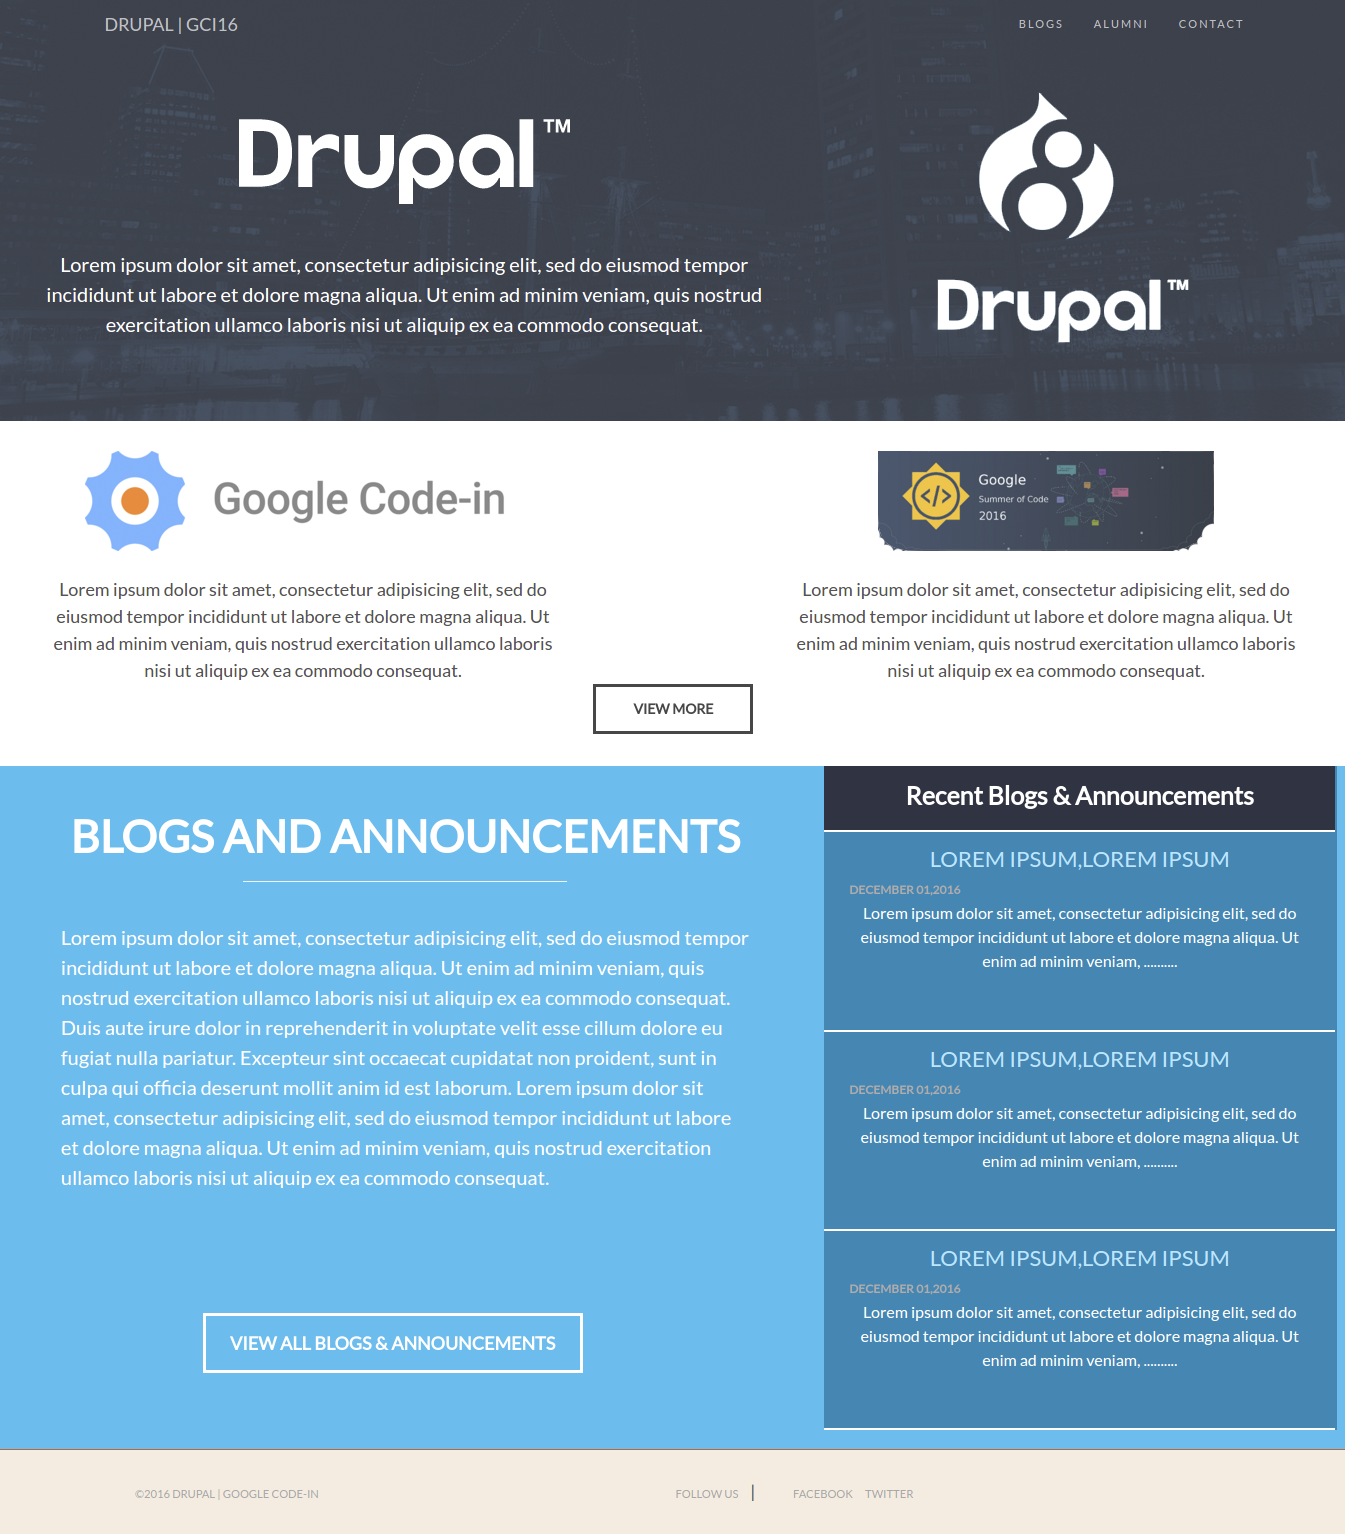 DRUPAL | GCI16
BLOGS ALUMNI CONTACT
Drupal™
Lorem ipsum dolor sit amet, consectetur adipisicing elit, sed do eiusmod tempor
incididunt ut labore et dolore magna aliqua. Ut enim ad minim veniam, quis nostrud
exercitation ullamco laboris nisi ut aliquip ex ea commodo consequat.
Drupal™
Google Code-in
Lorem ipsum dolor sit amet, consectetur adipisicing elit, sed do
eiusmod tempor incididunt ut labore et dolore magna aliqua. Ut
enim ad minim veniam, quis nostrud exercitation ullamco laboris
nisi ut aliquip ex ea commodo consequat.
</>
Google
Summer of Code
2016
Lorem ipsum dolor sit amet, consectetur adipisicing elit, sed do
eiusmod tempor incididunt ut labore et dolore magna aliqua. Ut
enim ad minim veniam, quis nostrud exercitation ullamco laboris
nisi ut aliquip ex ea commodo consequat.
VIEW MORE
BLOGS AND ANNOUNCEMENTS
Lorem ipsum dolor sit amet, consectetur adipisicing elit, sed do eiusmod tempor
incididunt ut labore et dolore magna aliqua. Ut enim ad minim veniam, quis
nostrud exercitation ullamco laboris nisi ut aliquip ex ea commodo consequat.
Duis aute irure dolor in reprehenderit in voluptate velit esse cillum dolore eu
fugiat nulla pariatur. Excepteur sint occaecat cupidatat non proident, sunt in
culpa qui officia deserunt mollit anim id est laborum. Lorem ipsum dolor sit
amet, consectetur adipisicing elit, sed do eiusmod tempor incididunt ut labore
et dolore magna aliqua. Ut enim ad minim veniam, quis nostrud exercitation
ullamco laboris nisi ut aliquip ex ea commodo consequat.
VIEW ALL BLOGS & ANNOUNCEMENTS
Recent Blogs & Announcements
LOREM IPSUM,LOREM IPSUM
DECEMBER 01,2016
Lorem ipsum dolor sit amet, consectetur adipisicing elit, sed do
eiusmod tempor incididunt ut labore et dolore magna aliqua. Ut
enim ad minim veniam, ..........
LOREM IPSUM,LOREM IPSUM
DECEMBER 01,2016
Lorem ipsum dolor sit amet, consectetur adipisicing elit, sed do
eiusmod tempor incididunt ut labore et dolore magna aliqua. Ut
enim ad minim veniam, ..........
LOREM IPSUM,LOREM IPSUM
DECEMBER 01,2016
Lorem ipsum dolor sit amet, consectetur adipisicing elit, sed do
eiusmod tempor incididunt ut labore et dolore magna aliqua. Ut
enim ad minim veniam, ..........
©2016 DRUPAL | GOOGLE CODE-IN
FOLLOW US | FACEBOOK TWITTER